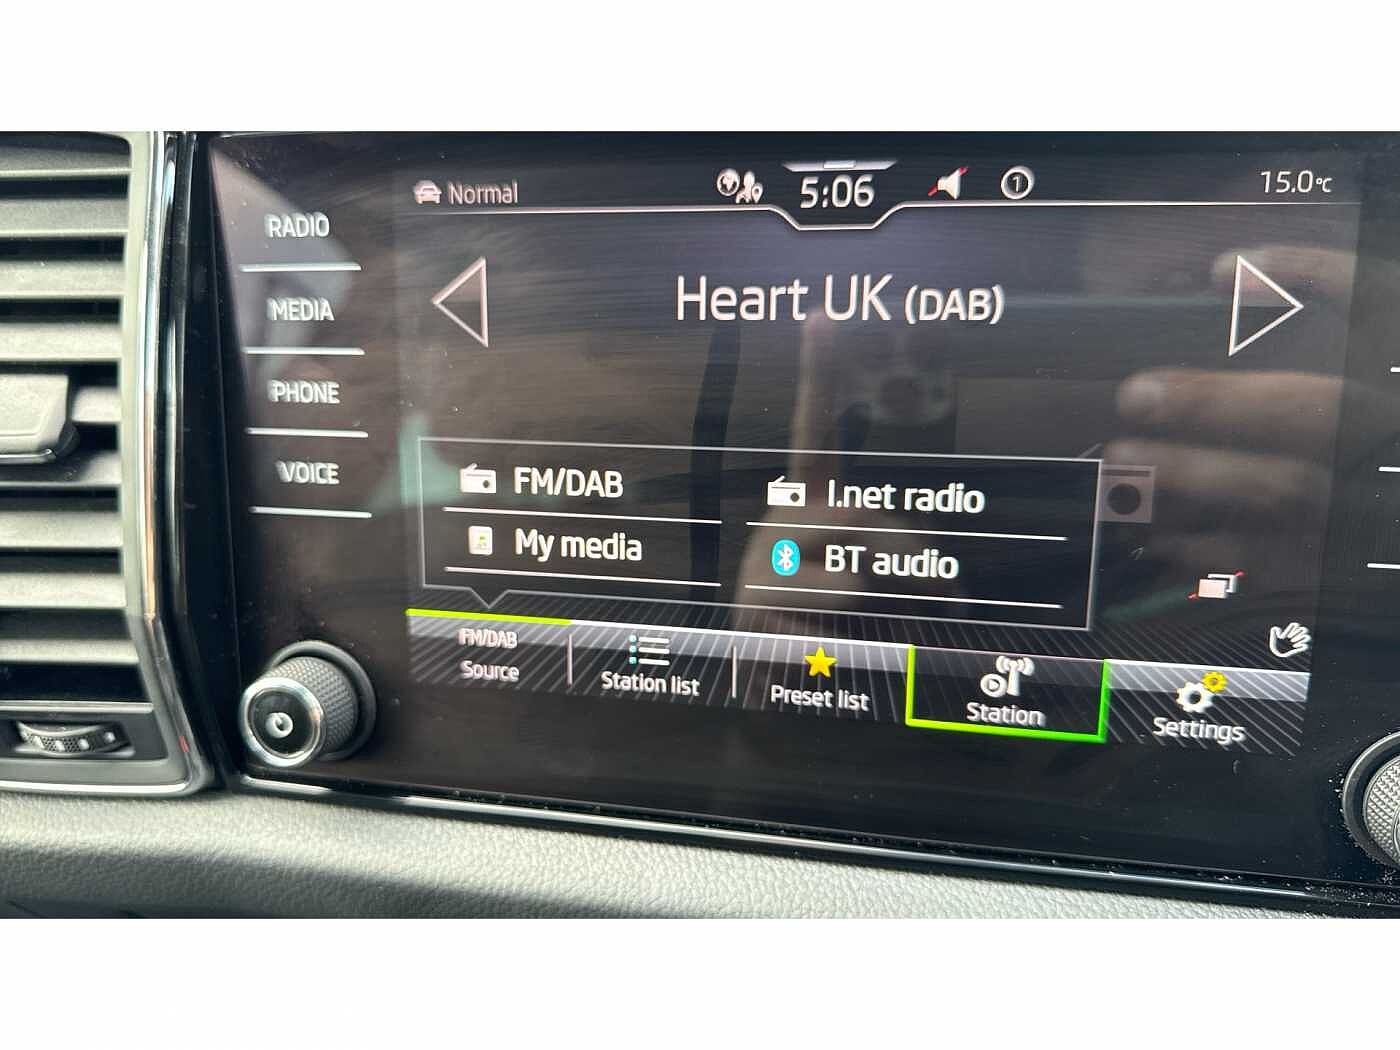 Normal
5:06
1
15.0°C
RADIO
MEDIA
PHONE
VOICE
Heart UK (DAB)
FM/DAB
I.net radio
My media
BT audio
FM/DAB
Source
Station list
Preset list
Station
Settings